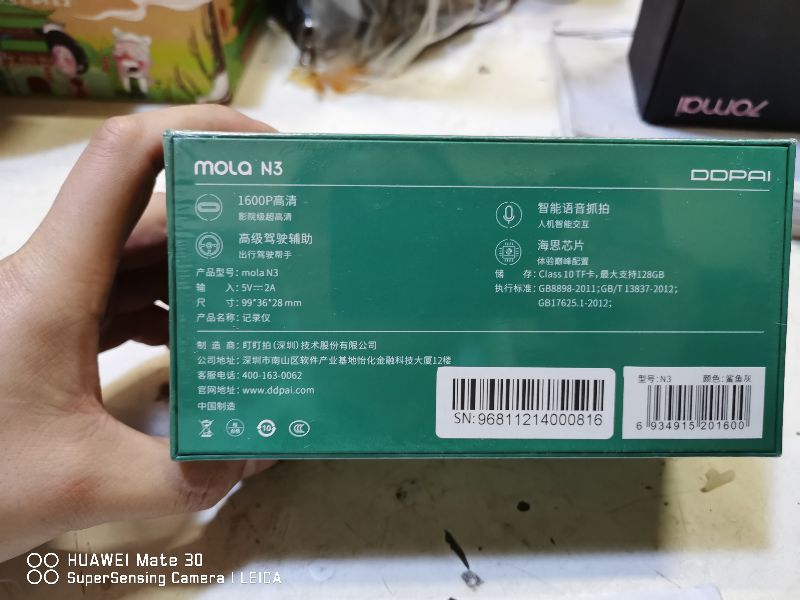 mola N3
DDPAI
1600P高清
影院级超高清
智能语音抓拍
人机智能交互
高级驾驶辅助
出行驾驶帮手
海思芯片
体验巅峰配置
产品型号: mola N3
输 入: 5V⎓2A
尺 寸: 99*36*28 mm
产品名称: 记录仪
储 存: Class 10 TF卡, 最大支持128GB
执行标准: GB8898-2011; GB/T 13837-2012;
GB17625.1-2012;
制 造 商: 盯盯拍(深圳)技术股份有限公司
公司地址: 深圳市南山区软件产业基地怡化金融科技大厦12楼
客服电话: 400-163-0062
官网地址: www.ddpai.com
中国制造
10
SN: 96811214000816
型号: N3 颜色: 鲨鱼灰
6 934915 201600
70mai
HUAWEI Mate 30
SuperSensing Camera | LEICA